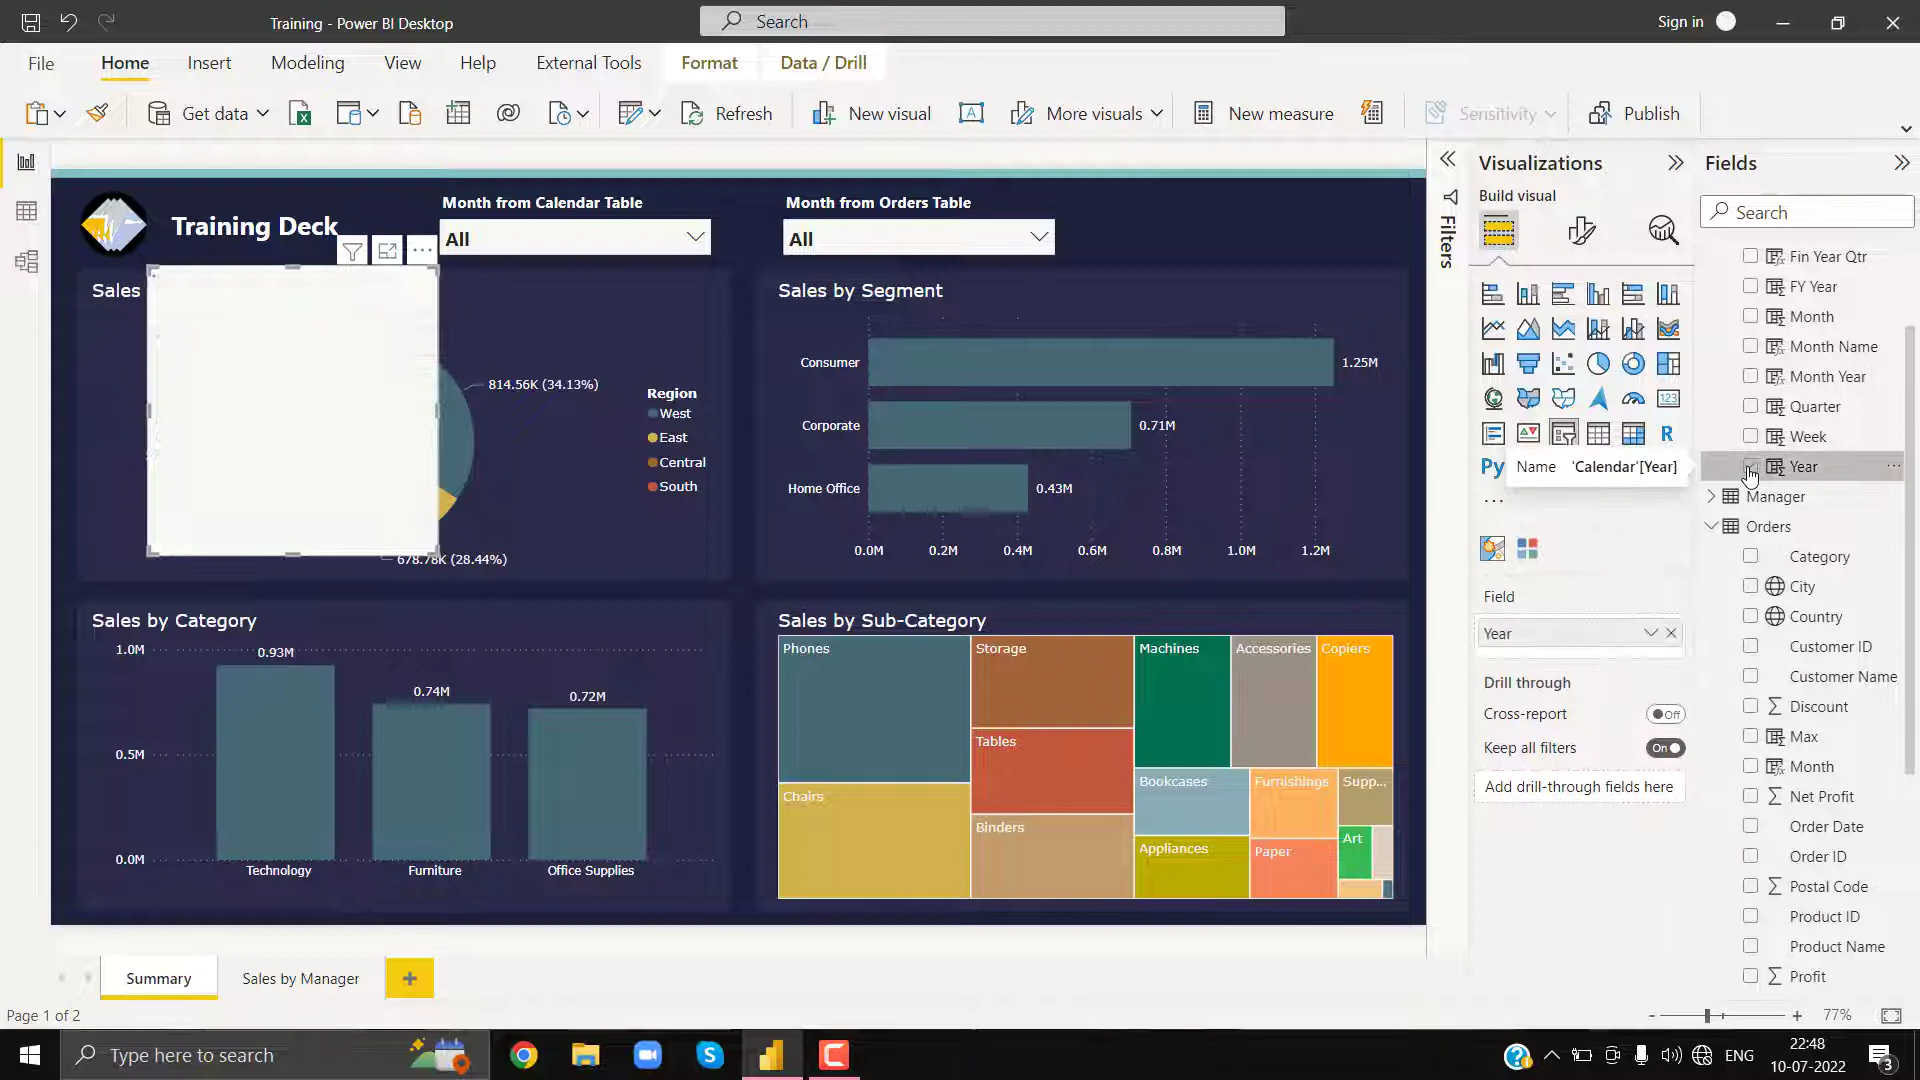 Training - Power BI Desktop
Search
Sign in
File
Home
Insert
Modeling
View
Help
External Tools
Format
Data / Drill
Get data
Refresh
New visual
More visuals
New measure
Sensitivity
Publish
Training Deck
Month from Calendar Table
All
Month from Orders Table
All
Sales
814.56K (34.13%)
678.78K (28.44%)
Region
West
East
Central
South
Sales by Segment
Consumer
1.25M
Corporate
0.71M
Home Office
0.43M
0.0M 0.2M 0.4M 0.6M 0.8M 1.0M 1.2M
Sales by Category
1.0M
0.5M
0.0M
0.93M
0.74M
0.72M
Technology Furniture Office Supplies
Sales by Sub-Category
Phones
Chairs
Storage
Tables
Binders
Machines
Accessories
Copiers
Bookcases
Appliances
Furnishings
Paper
Supp...
Art
Filters
Visualizations
Build visual
123
R
Py
Name 'Calendar'[Year]
...
Field
Year
Drill through
Cross-report
Off
Keep all filters
On
Add drill-through fields here
Fields
Search
Fin Year Qtr
FY Year
Month
Month Name
Month Year
Quarter
Week
Year
Manager
Orders
Category
City
Country
Customer ID
Customer Name
Discount
Max
Month
Net Profit
Order Date
Order ID
Postal Code
Product ID
Product Name
Profit
Summary
Sales by Manager
+
Page 1 of 2
- + 77%
Type here to search
ENG
22:48
10-07-2022
3